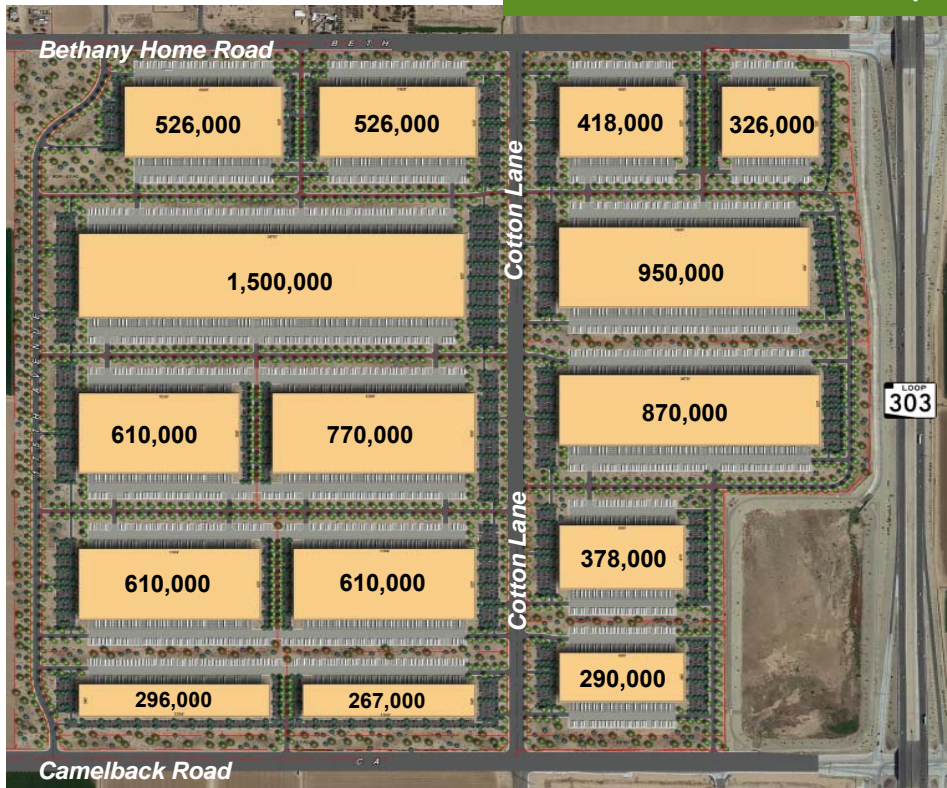 Bethany Home Road
B E T H
526,000
526,000
418,000
326,000
Cotton Lane
1,500,000
950,000
LOOP
303
610,000
770,000
870,000
Cotton Lane
378,000
610,000
610,000
290,000
296,000
267,000
Camelback Road
C A